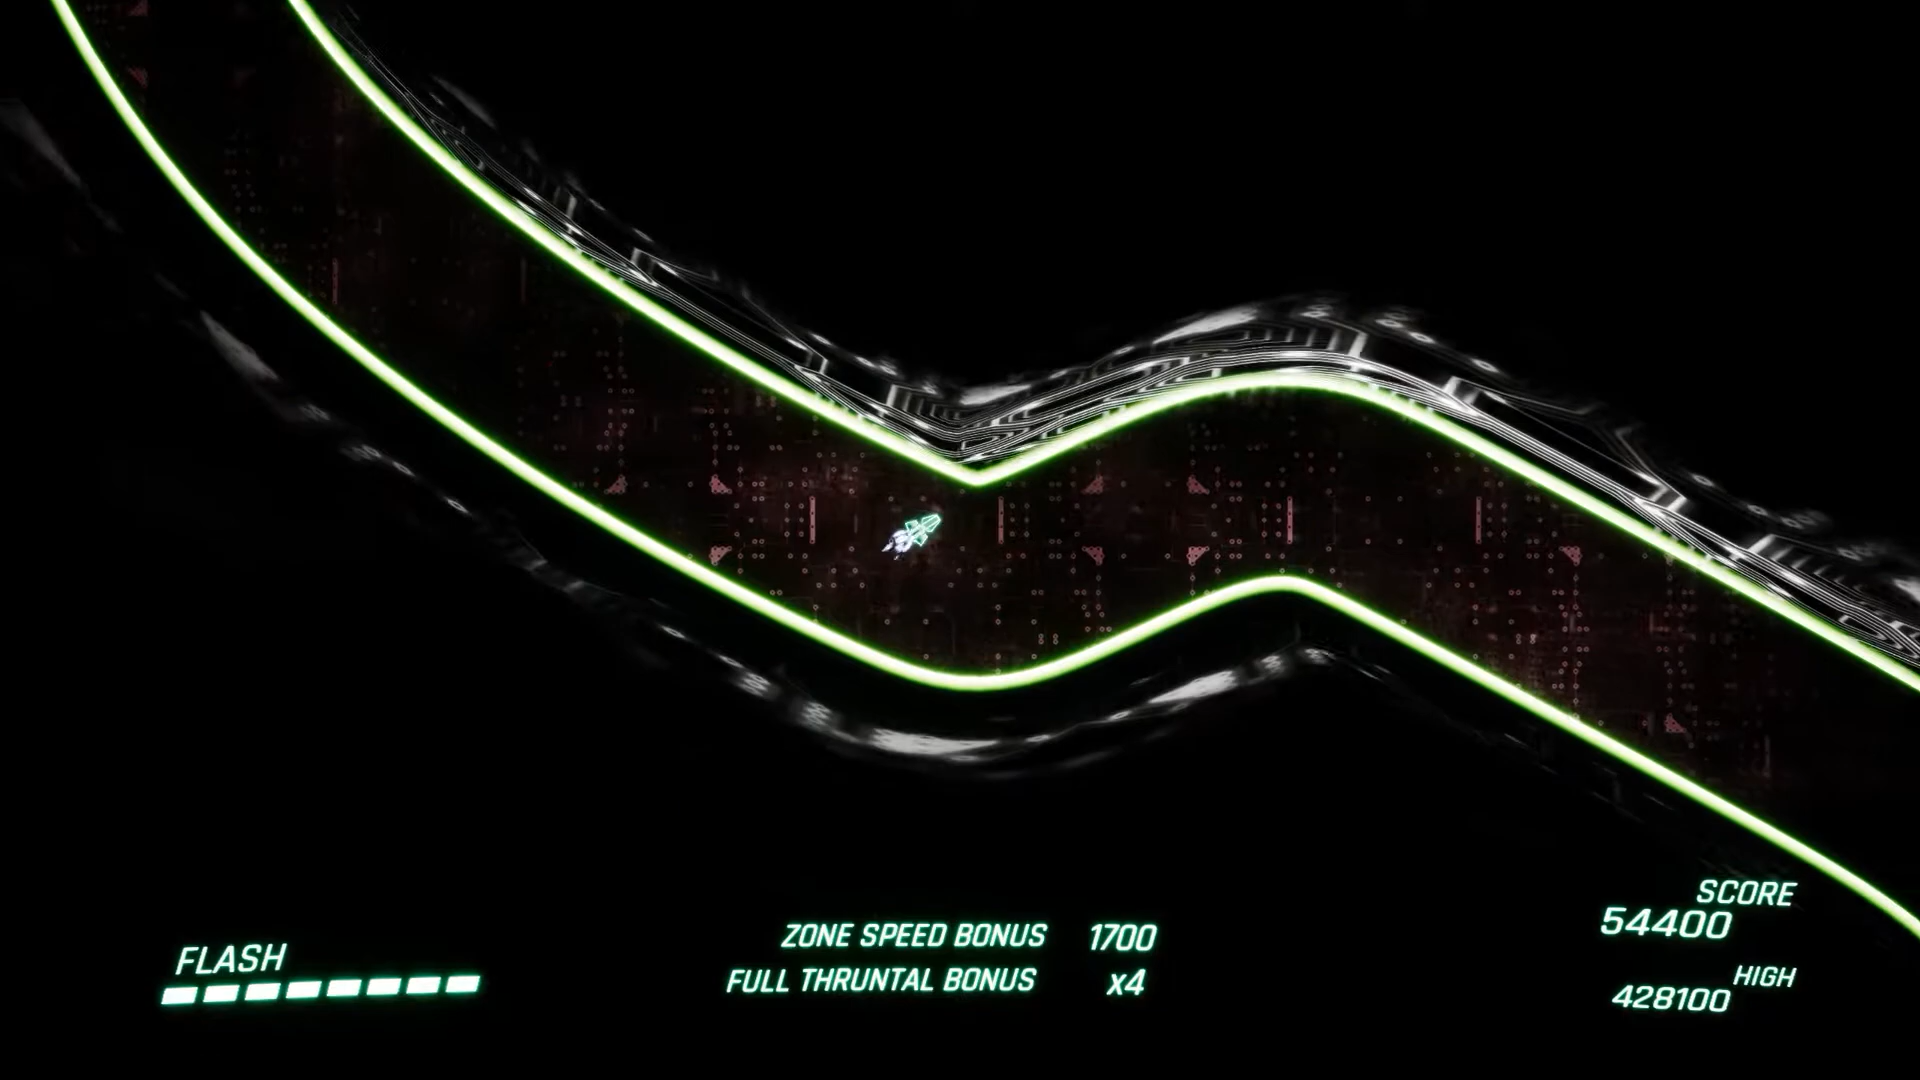 FLASH
ZONE SPEED BONUS 1700
FULL THRUNTAL BONUS x4
SCORE
54400
HIGH
428100